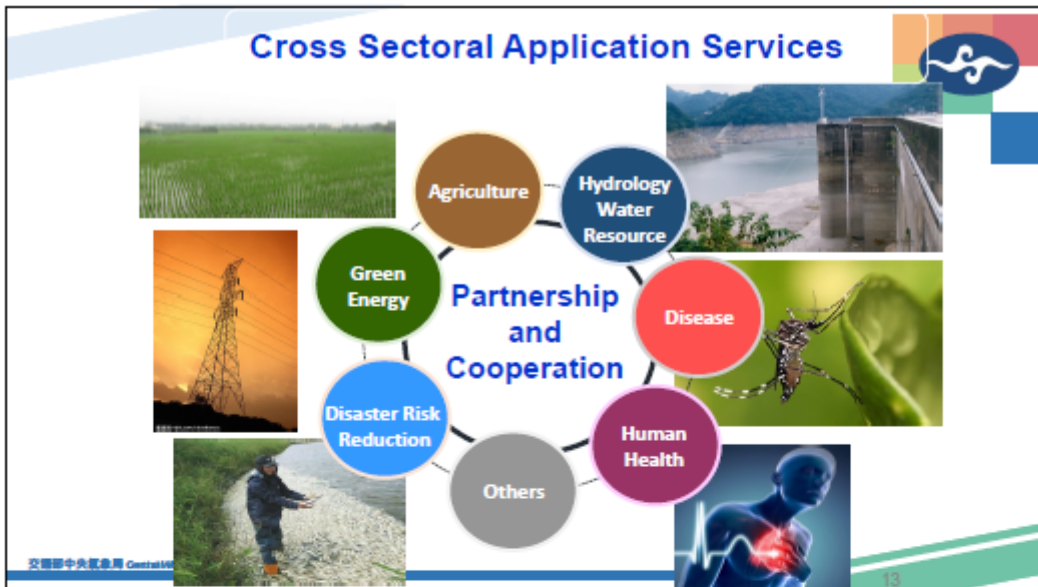 Cross Sectoral Application Services
Agriculture
Hydrology
Water
Resource
Green
Energy
Partnership
and
Cooperation
Disease
Disaster Risk
Reduction
Human
Health
Others
交通部中央氣象局
13